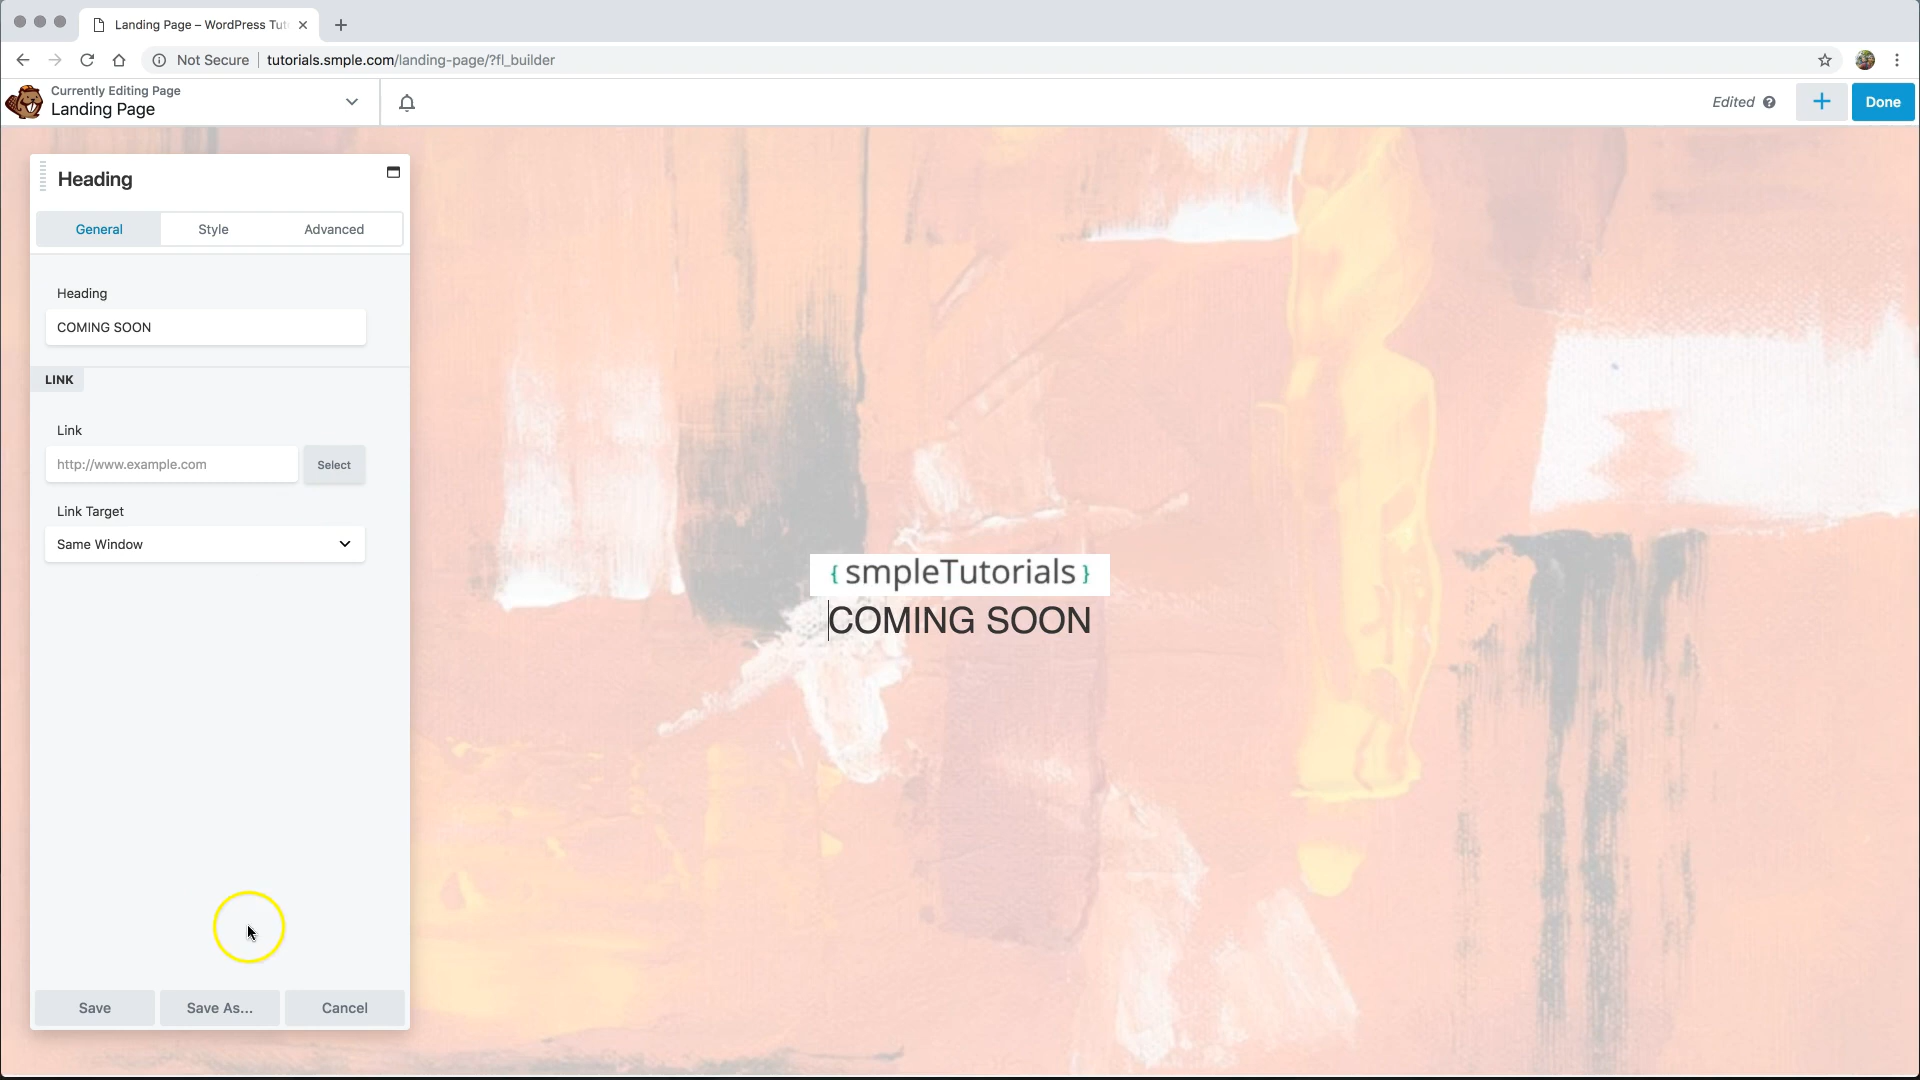 Landing Page – WordPress Tut
Not Secure
tutorials.smple.com/landing-page/?fl_builder
Currently Editing Page
Landing Page
Edited
Done
Heading
General
Style
Advanced
Heading
COMING SOON
LINK
Link
http://www.example.com
Select
Link Target
Same Window
{ smpleTutorials }
COMING SOON
Save
Save As...
Cancel